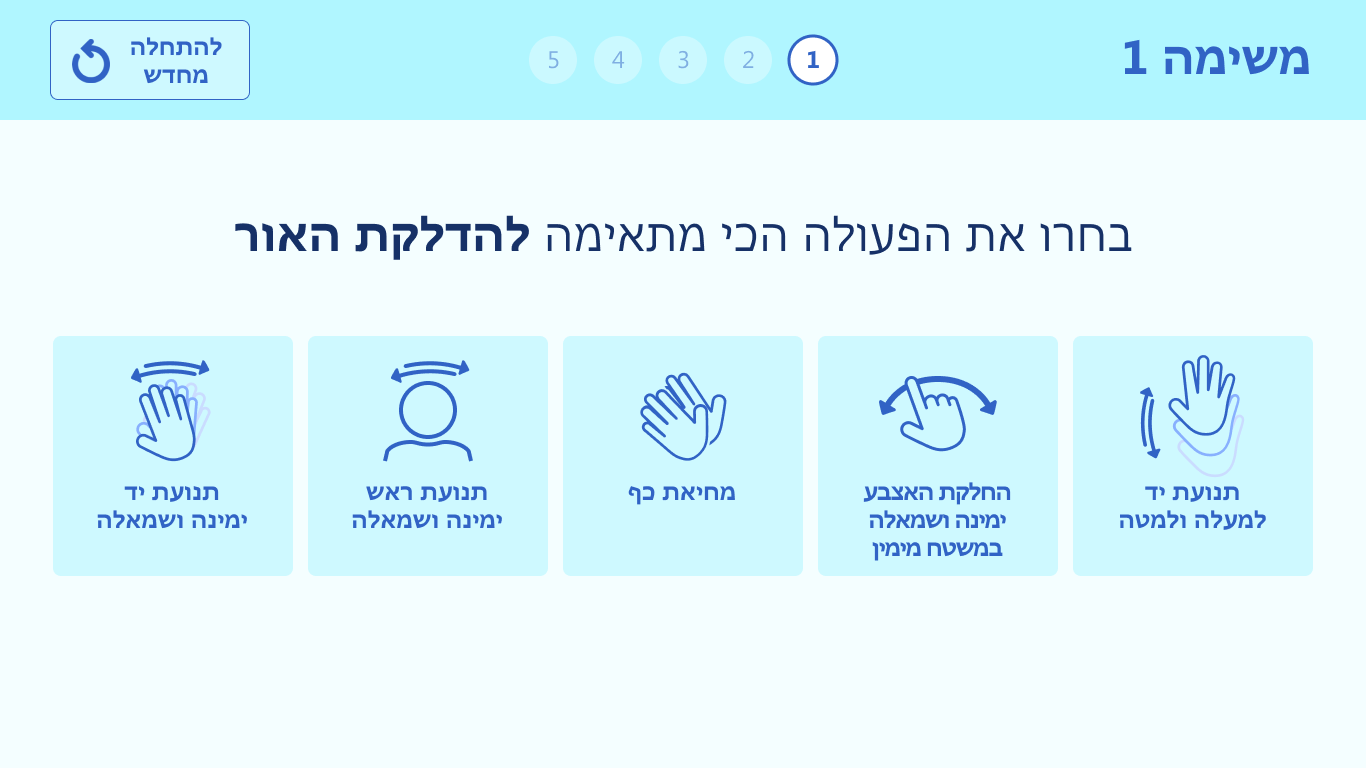 משימה 1
1
2
3
4
5
להתחלה
מחדש
בחרו את הפעולה הכי מתאימה להדלקת האור
תנועת יד
למעלה ולמטה
החלקת האצבע
ימינה ושמאלה
במשטח מימין
מחיאת כף
תנועת ראש
ימינה ושמאלה
תנועת יד
ימינה ושמאלה